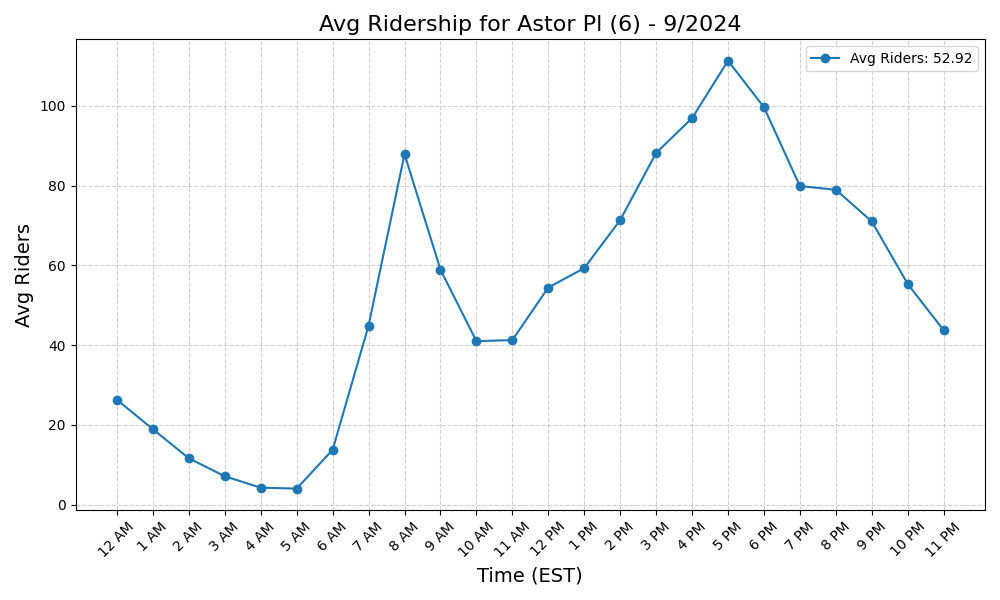 Avg Ridership for Astor Pl (6) - 9/2024
Avg Riders: 52.92
Avg Riders
100
80
60
40
20
0
12 AM
1 AM
2 AM
3 AM
4 AM
5 AM
6 AM
7 AM
8 AM
9 AM
10 AM
11 AM
12 PM
1 PM
2 PM
3 PM
4 PM
5 PM
6 PM
7 PM
8 PM
9 PM
10 PM
11 PM
Time (EST)